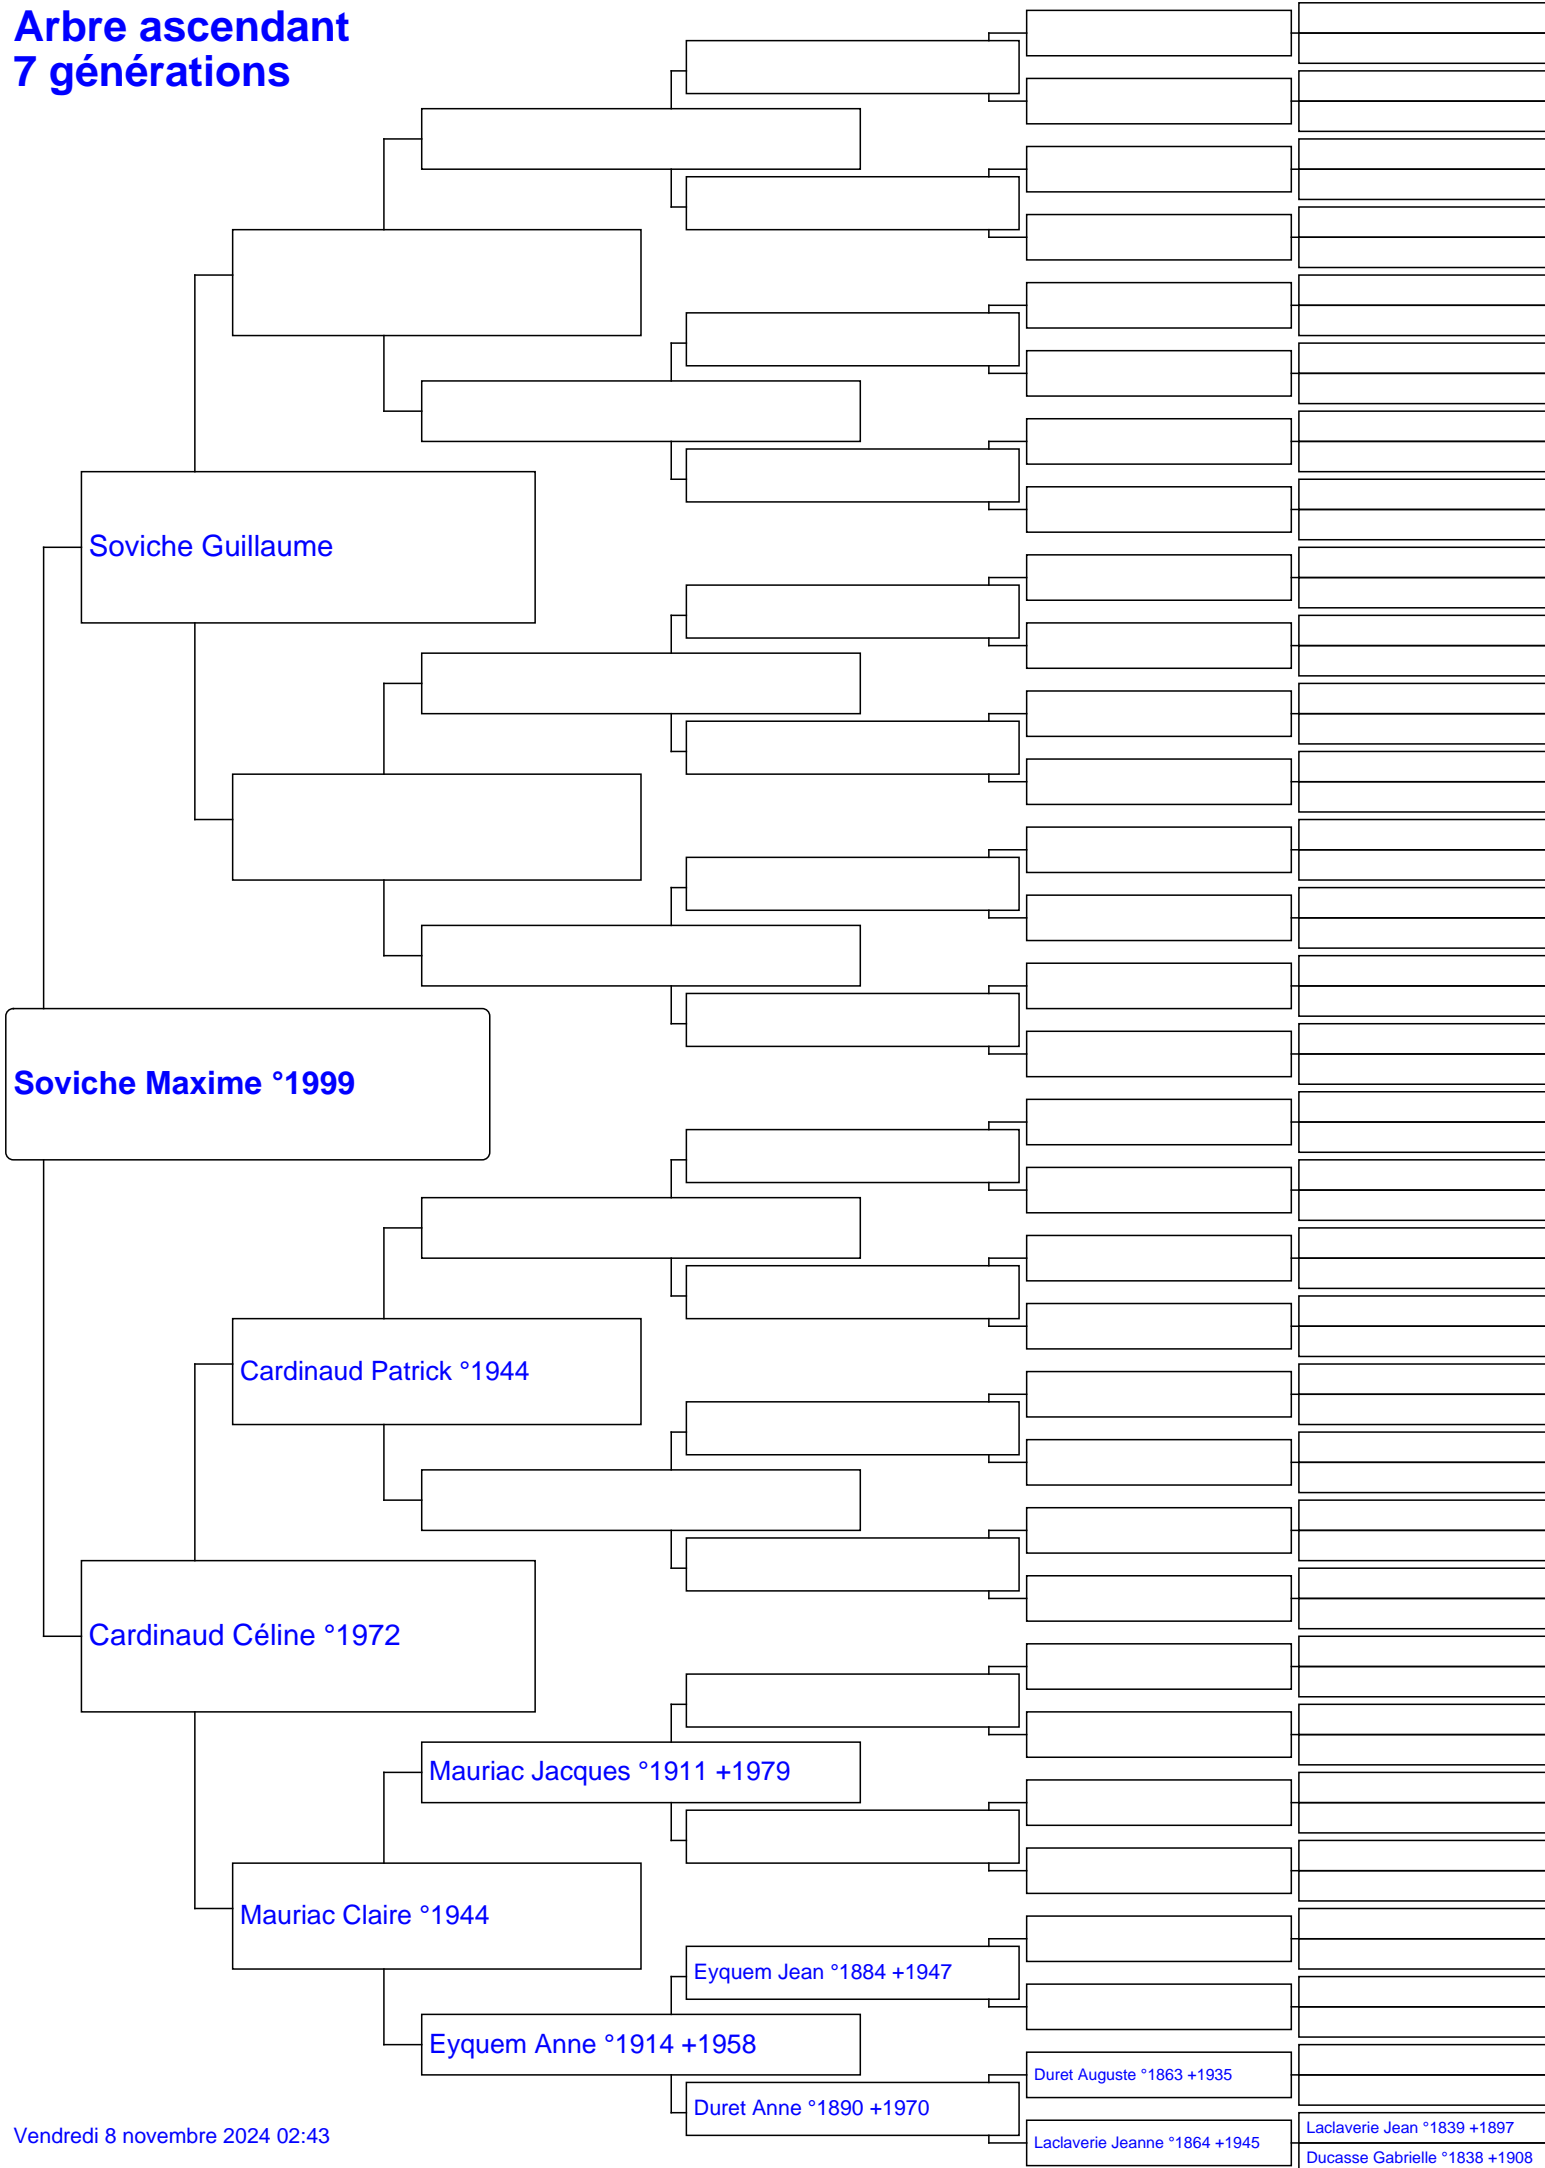 Arbre ascendant
7 générations
Soviche Guillaume
Soviche Maxime °1999
Cardinaud Patrick °1944
Cardinaud Céline °1972
Mauriac Jacques °1911 +1979
Mauriac Claire °1944
Eyquem Jean °1884 +1947
Eyquem Anne °1914 +1958
Duret Auguste °1863 +1935
Duret Anne °1890 +1970
Laclaverie Jean °1839 +1897
Laclaverie Jeanne °1864 +1945
Ducasse Gabrielle °1838 +1908
Vendredi 8 novembre 2024 02:43